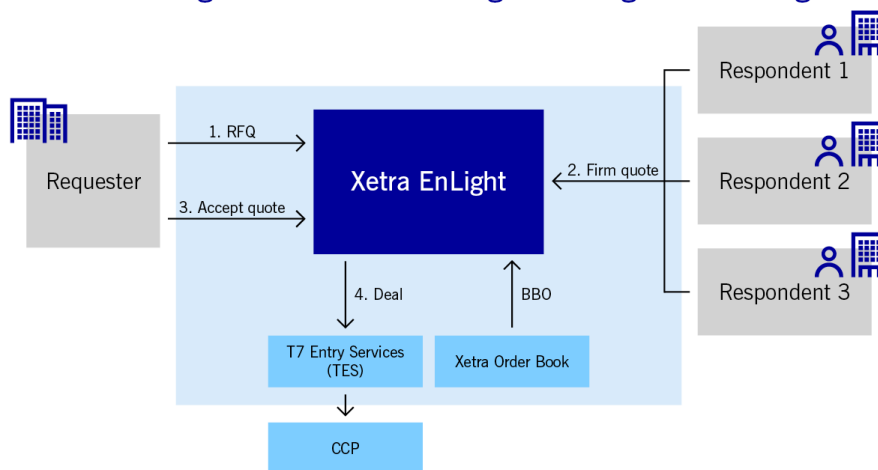 Respondent 1
1. RFQ
Requester
Xetra EnLight
2. Firm quote
Respondent 2
3. Accept quote
4. Deal
BBO
Respondent 3
T7 Entry Services
(TES)
Xetra Order Book
CCP